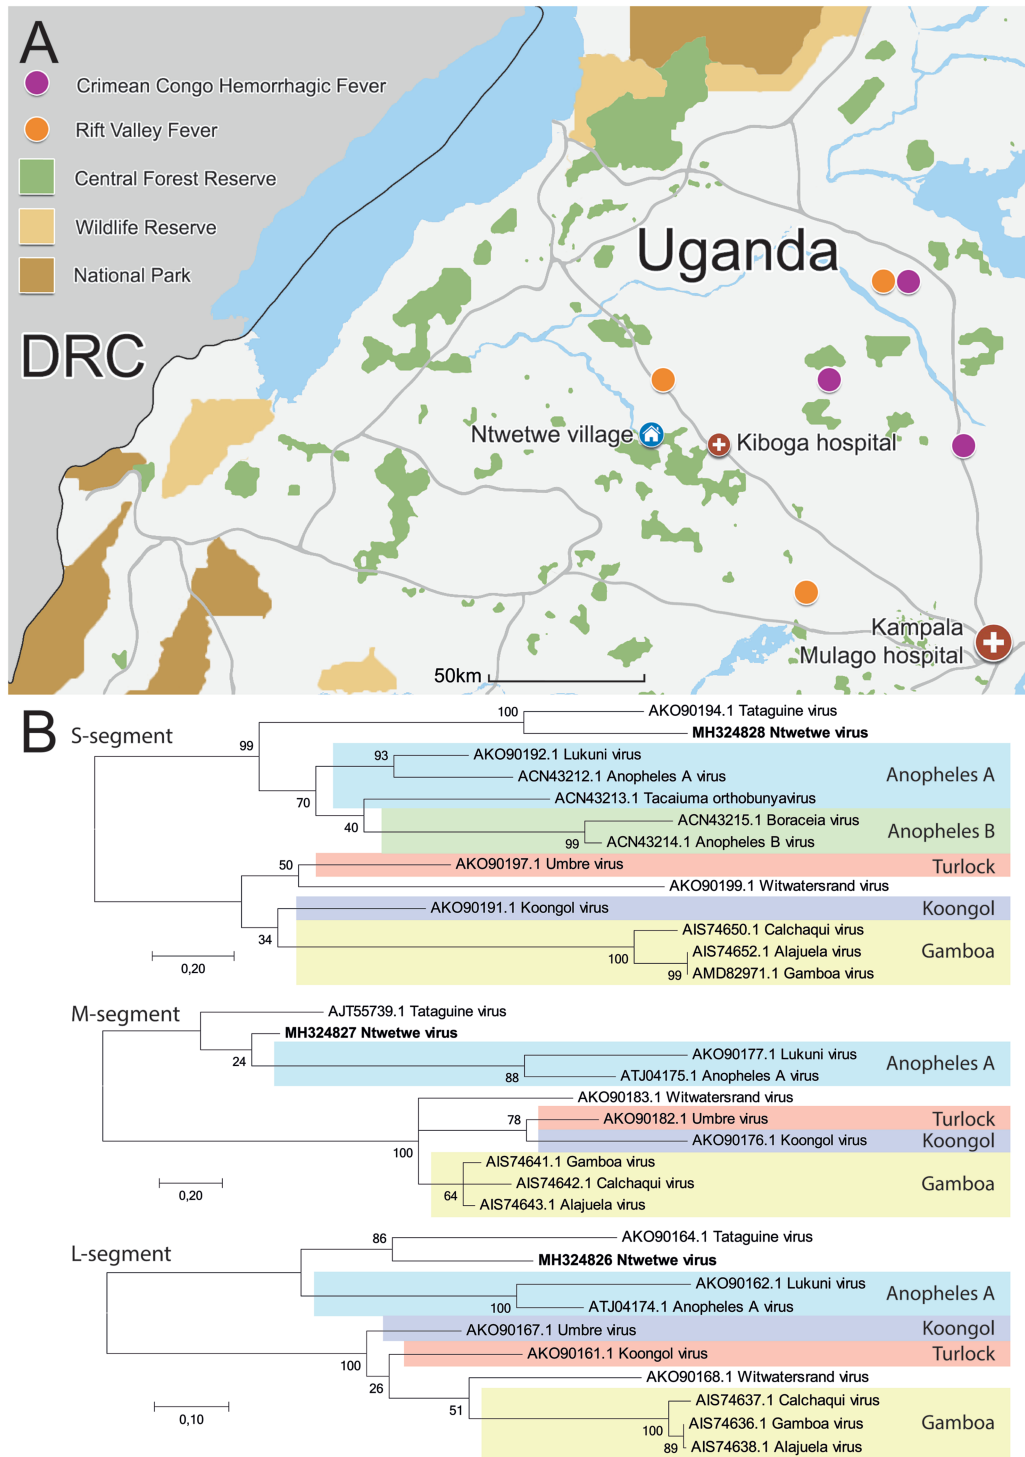 A
Crimean Congo Hemorrhagic Fever
Rift Valley Fever
Central Forest Reserve
Wildlife Reserve
National Park
DRC
Uganda
Ntwetwe village
Kiboga hospital
Kampala
Mulago hospital
50km
B
S-segment
100
AKO90194.1 Tataguine virus
MH324828 Ntwetwe virus
99
93
AKO90192.1 Lukuni virus
ACN43212.1 Anopheles A virus
Anopheles A
70
ACN43213.1 Tacaiuma orthobunyavirus
40
ACN43215.1 Boraceia virus
99
ACN43214.1 Anopheles B virus
Anopheles B
50
AKO90197.1 Umbre virus
Turlock
AKO90199.1 Witwatersrand virus
AKO90191.1 Koongol virus
Koongol
34
AIS74650.1 Calchaqui virus
100
AIS74652.1 Alajuela virus
99
AMD82971.1 Gamboa virus
Gamboa
0,20
M-segment
AJT55739.1 Tataguine virus
MH324827 Ntwetwe virus
24
AKO90177.1 Lukuni virus
88
ATJ04175.1 Anopheles A virus
Anopheles A
AKO90183.1 Witwatersrand virus
78
AKO90182.1 Umbre virus
Turlock
AKO90176.1 Koongol virus
Koongol
100
AIS74641.1 Gamboa virus
64
AIS74642.1 Calchaqui virus
AIS74643.1 Alajuela virus
Gamboa
0,20
L-segment
86
AKO90164.1 Tataguine virus
MH324826 Ntwetwe virus
AKO90162.1 Lukuni virus
100
ATJ04174.1 Anopheles A virus
Anopheles A
AKO90167.1 Umbre virus
Koongol
100
AKO90161.1 Koongol virus
Turlock
26
AKO90168.1 Witwatersrand virus
51
AIS74637.1 Calchaqui virus
100
AIS74636.1 Gamboa virus
89
AIS74638.1 Alajuela virus
Gamboa
0,10